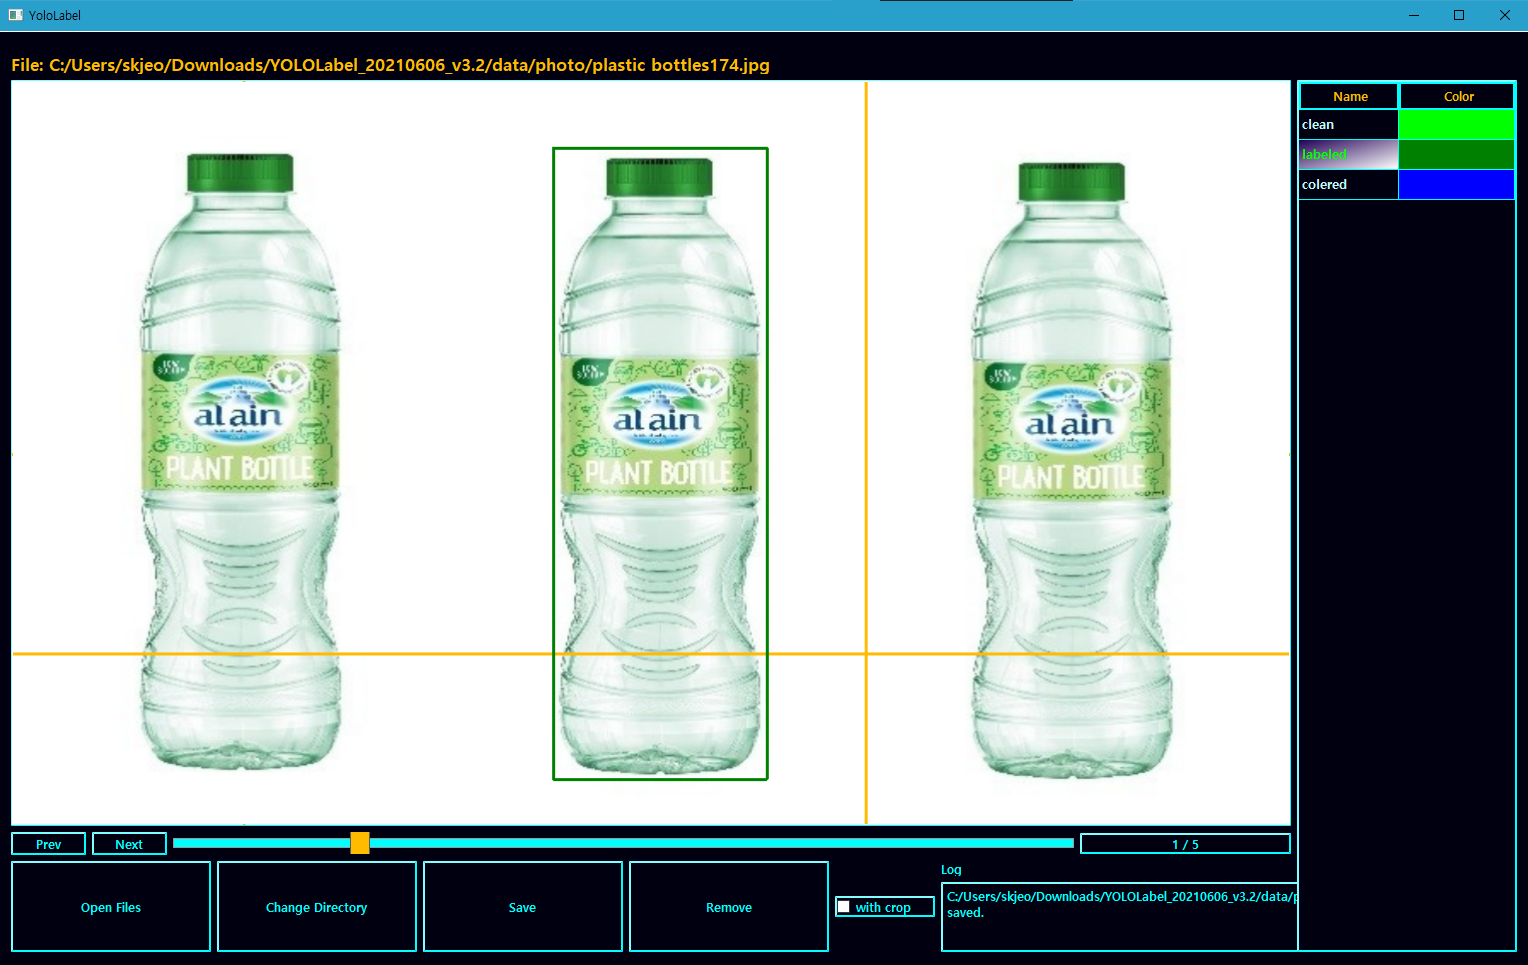 YoloLabel
File: C:/Users/skjeo/Downloads/YOLOLabel_20210606_v3.2/data/photo/plastic bottles174.jpg
Name Color
clean
labeled
colered
al ain
PLANT BOTTLE
al ain
PLANT BOTTLE
al ain
PLANT BOTTLE
Prev Next 1 / 5
Open Files Change Directory Save Remove with crop
Log
C:/Users/skjeo/Downloads/YOLOLabel_20210606_v3.2/data/p
saved.